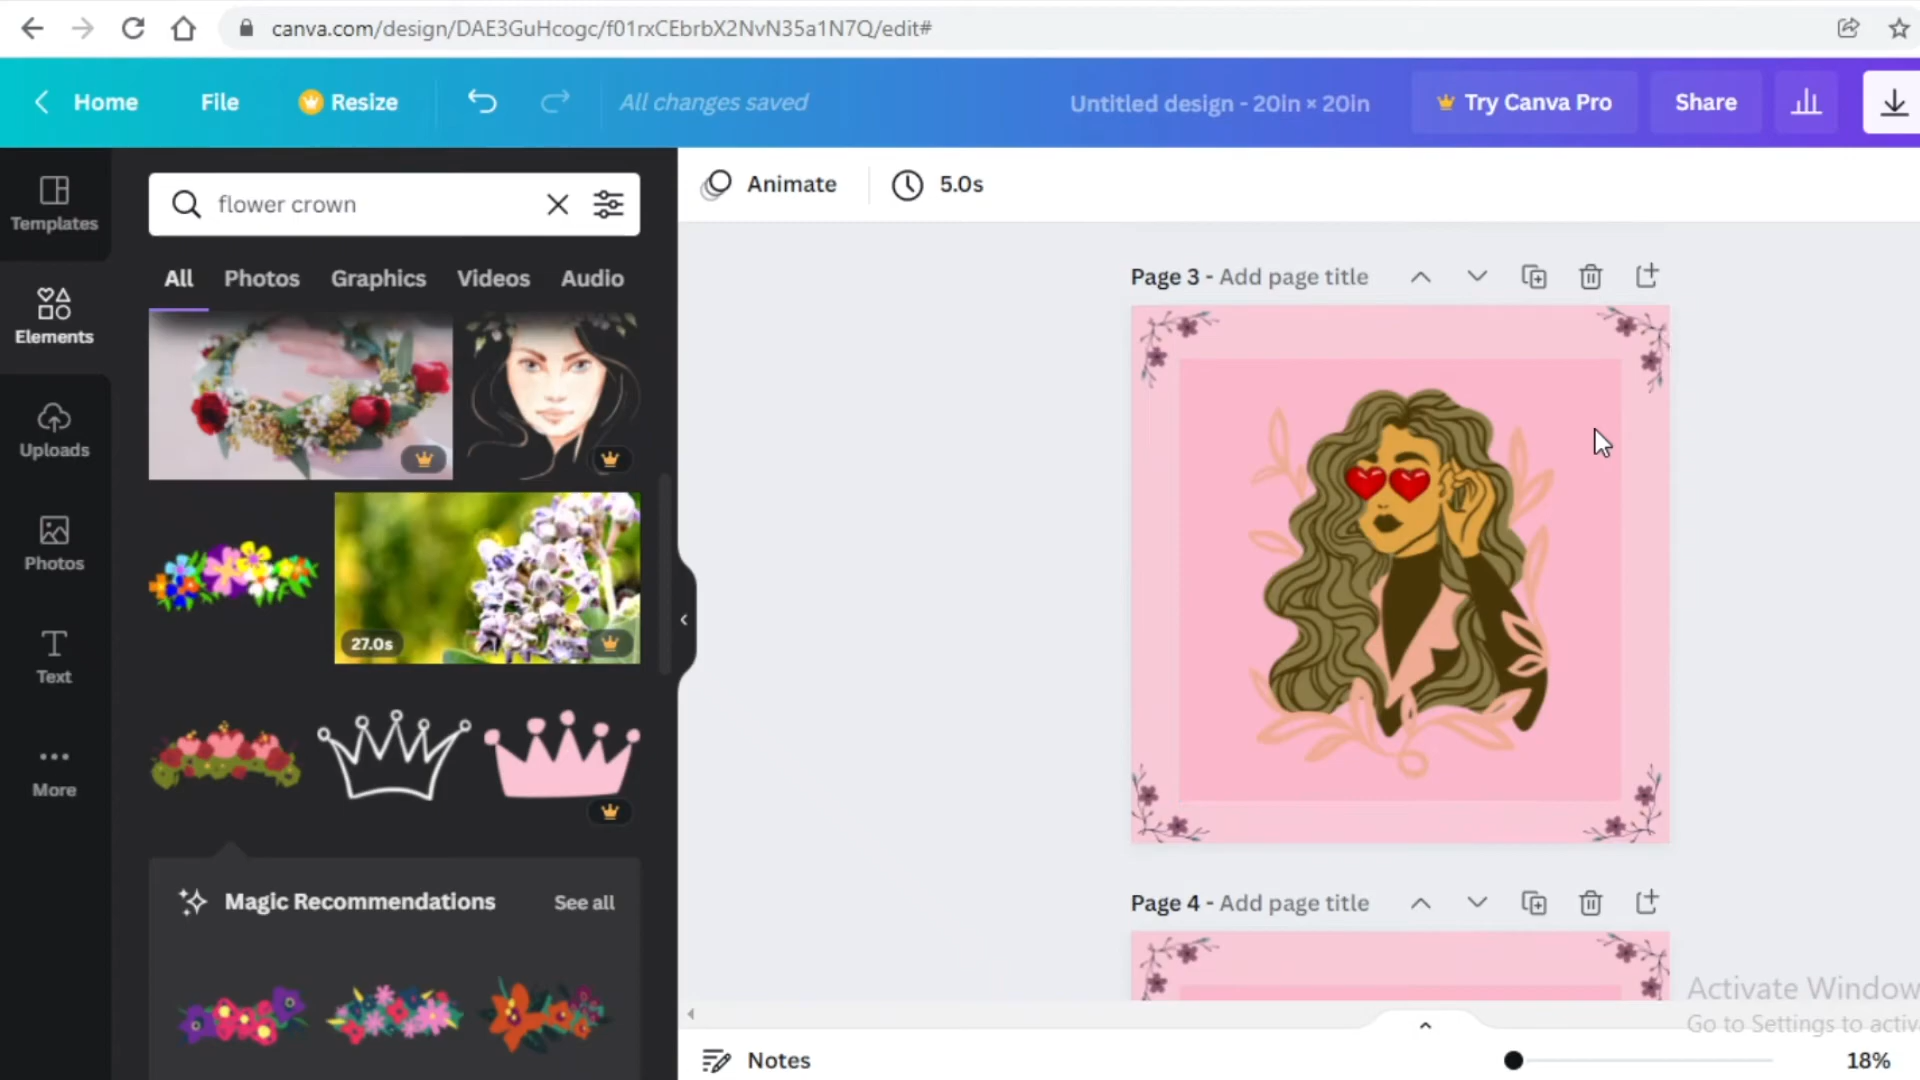 canva.com/design/DAE3GuHcogc/f01rxCEbrbX2NvN35a1N7Q/edit#
Home File Resize All changes saved Untitled design - 20in × 20in Try Canva Pro Share
Templates
Elements
Uploads
Photos
Text
More
flower crown
All Photos Graphics Videos Audio
27.0s
Magic Recommendations See all
Animate 5.0s
Page 3 - Add page title
Page 4 - Add page title
Activate Window
Go to Settings to activ
Notes
18%